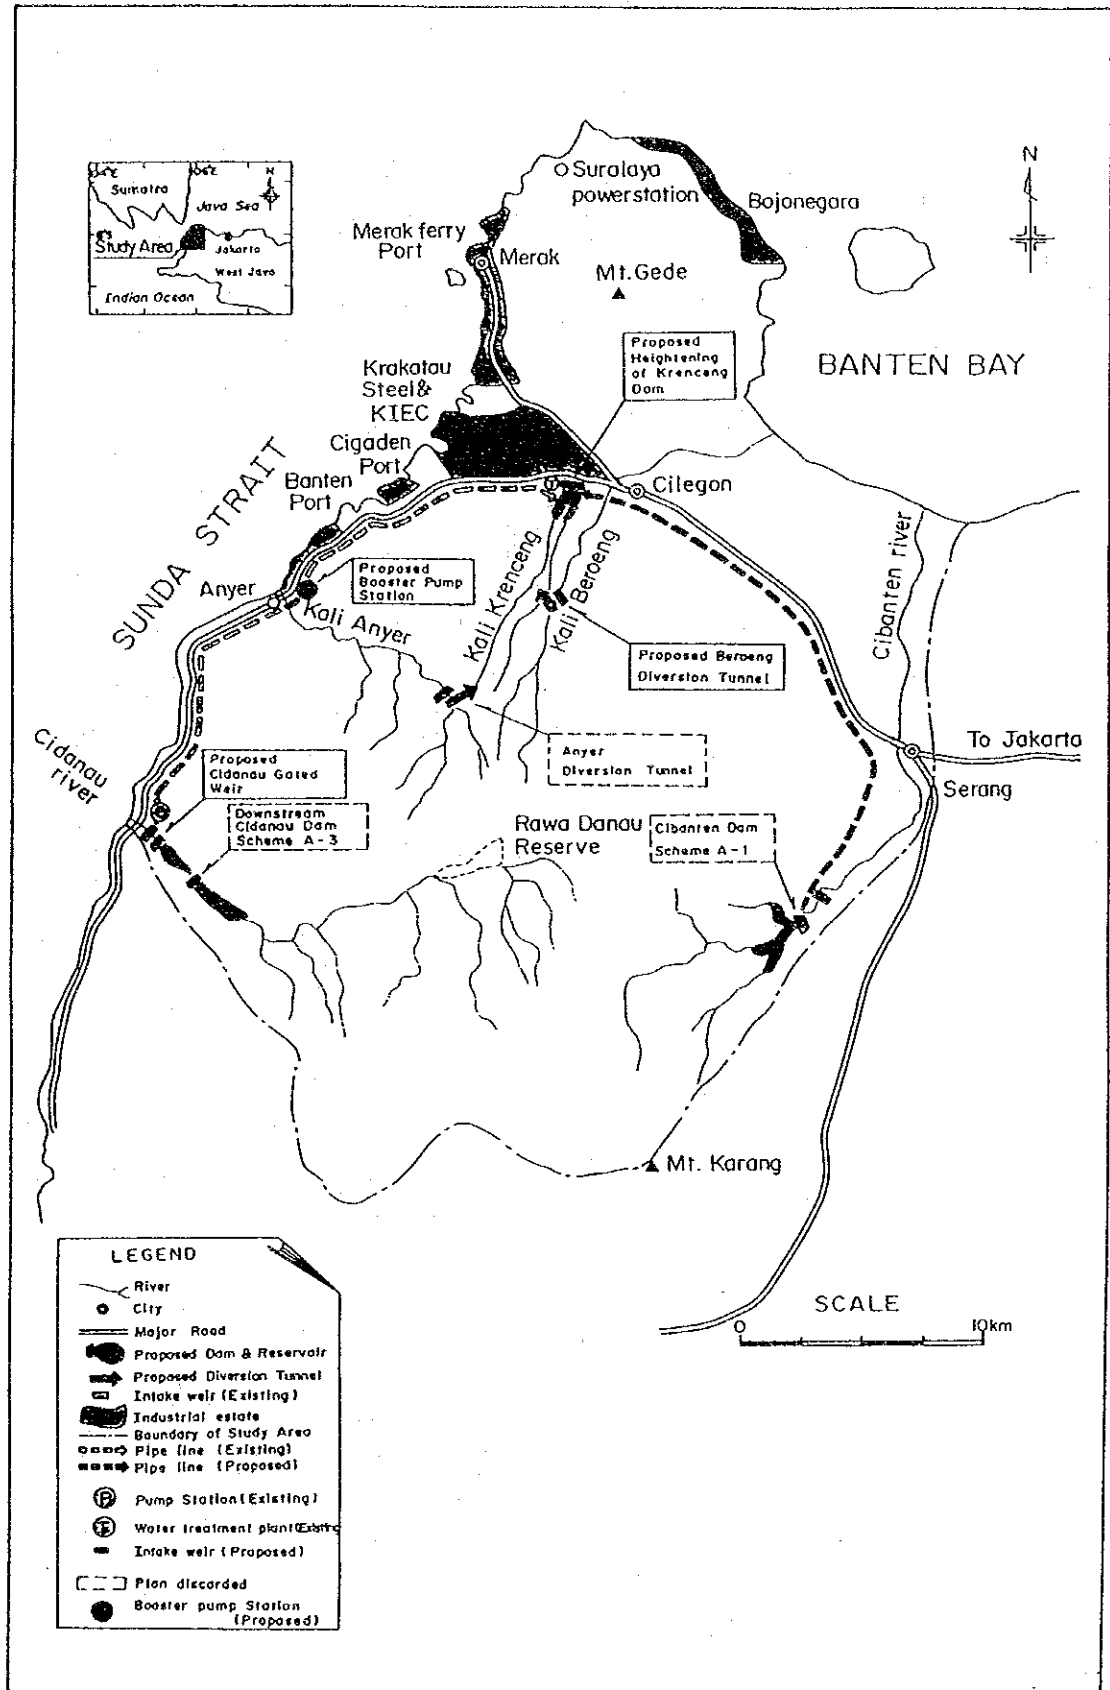 Sumatra
Java Sea
N
Study Area
Jakarta
West Java
Indian Ocean
N
Suralaya
powerstation
Bojonegara
Merak ferry
Port
Merak
Mt.Gede
BANTEN BAY
Proposed
Heightening
of Krenceng
Dam
Krakatau
Steel&
KIEC
Cigaden
Port
Banten
Port
SUNDA STRAIT
Cilegon
Cibanten river
Anyer
Proposed
Booster Pump
Station
Kali Anyer
Kali Krenceng
Kali Beroeng
Proposed Beroeng
Diversion Tunnel
Anyer
Diversion Tunnel
To Jakarta
Serang
Cidanau
river
Proposed
Cidanau Gated
Weir
Downstream
Cidanau Dam
Scheme A-3
Rawa Danau
Reserve
Cibanten Dam
Scheme A-1
Mt. Karang
LEGEND
River
City
Major Road
Proposed Dam & Reservoir
Proposed Diversion Tunnel
Intake weir (Existing)
Industrial estate
Boundary of Study Area
Pipe line (Existing)
Pipe line (Proposed)
P Pump Station (Existing)
T Water treatment plant (Existing
Intake weir (Proposed)
Plan discarded
Booster pump Station
(Proposed)
SCALE
0 10km